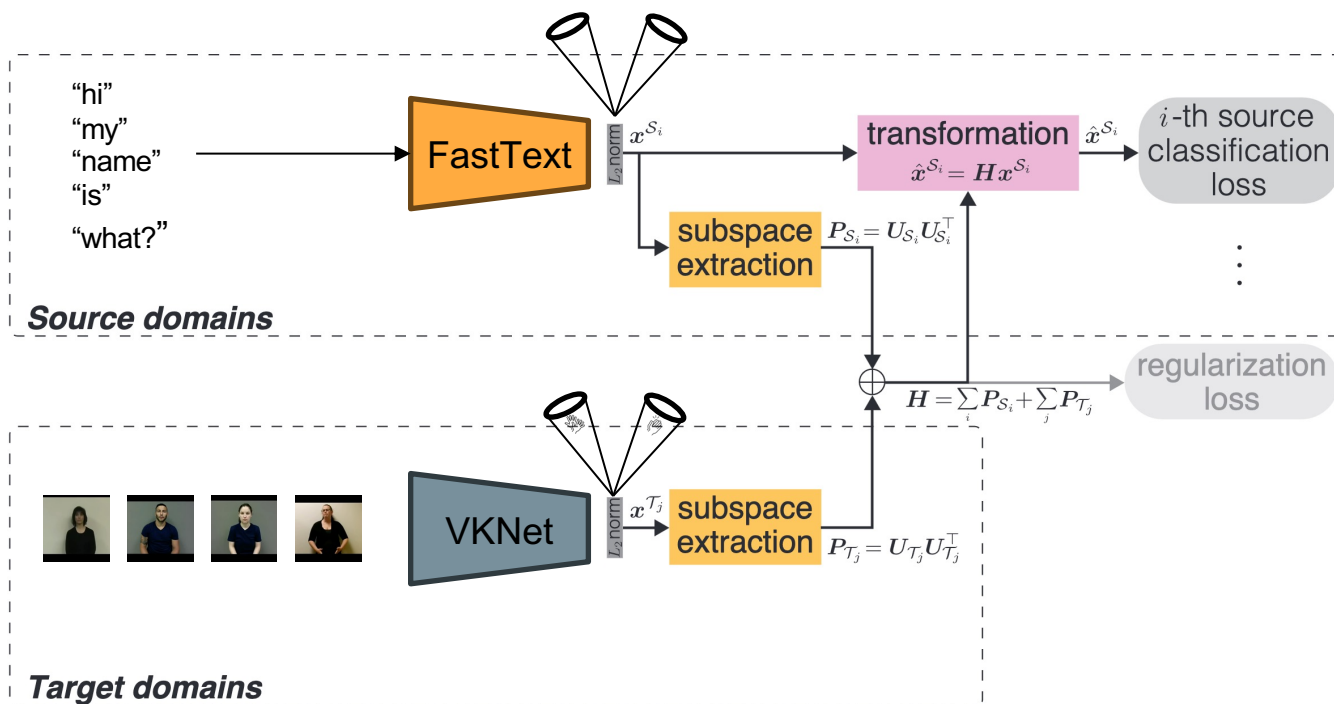 “hi”
“my”
“name”
“is”
“what?”
FastText
L₂ norm
𝒙^{𝒮_i}
transformation
𝒙̂^{𝒮_i} = 𝑯𝒙^{𝒮_i}
𝒙̂^{𝒮_i}
i-th source
classification
loss
subspace
extraction
𝑷_{𝒮_i} = 𝑼_{𝒮_i}𝑼_{𝒮_i}^⊤
Source domains
𝑯 = ∑_i 𝑷_{𝒮_i} + ∑_j 𝑷_{𝒯_j}
regularization
loss
VKNet
L₂ norm
𝒙^{𝒯_j}
subspace
extraction
𝑷_{𝒯_j} = 𝑼_{𝒯_j}𝑼_{𝒯_j}^⊤
Target domains